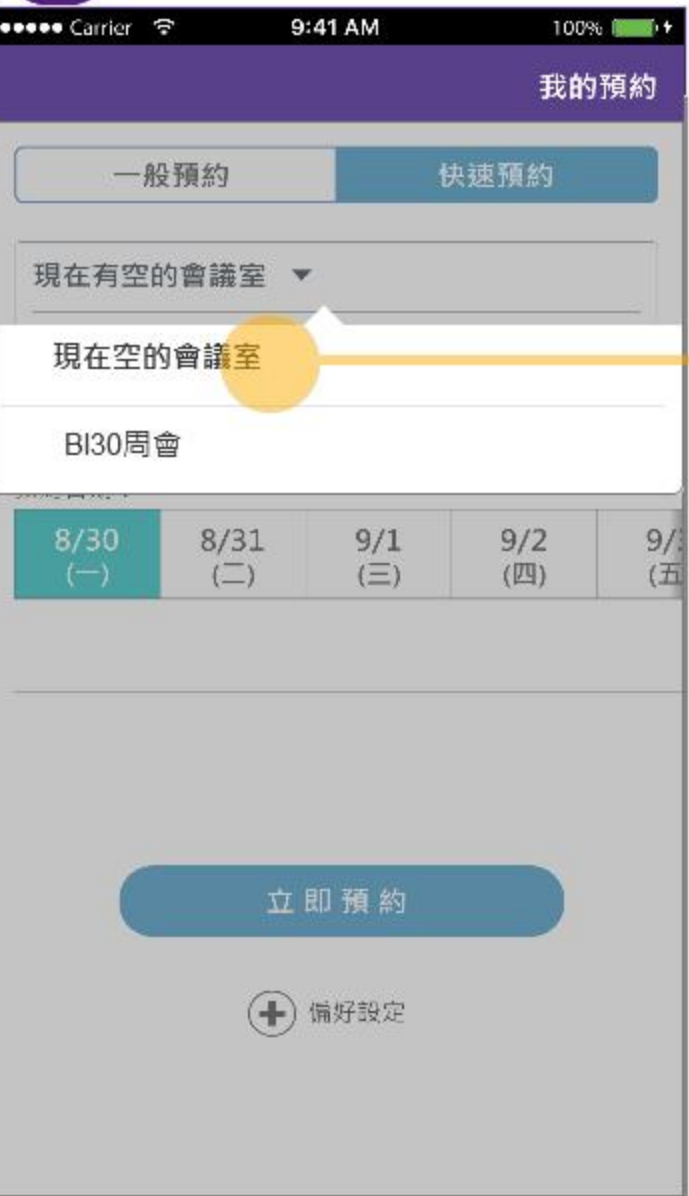 Carrier 9:41 AM 100%
我的預約
一般預約 快速預約
現在有空的會議室
現在空的會議室
BI30周會
8/30 8/31 9/1 9/2 9/
(一) (二) (三) (四) (五
立即預約
偏好設定